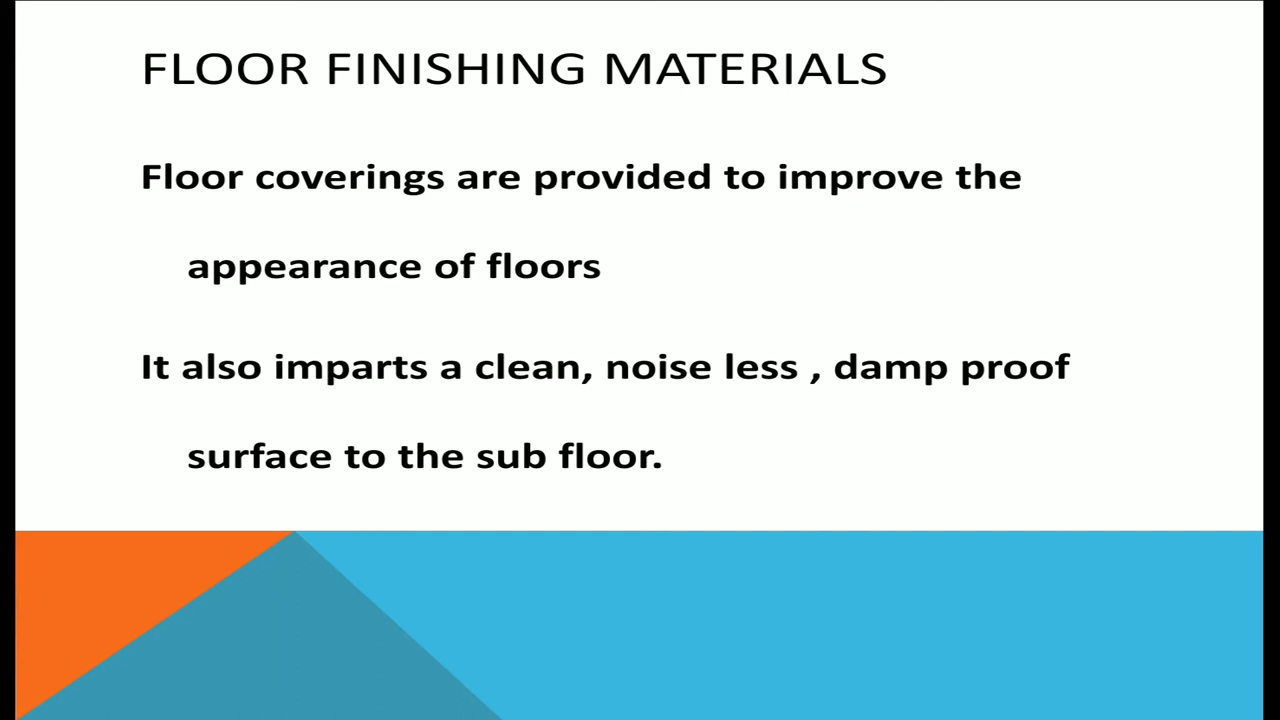 FLOOR FINISHING MATERIALS
Floor coverings are provided to improve the
appearance of floors
It also imparts a clean, noise less , damp proof
surface to the sub floor.